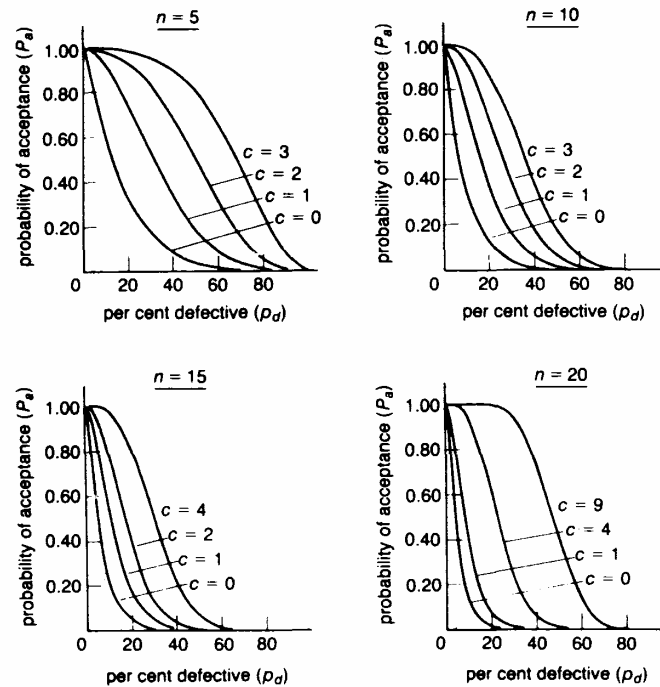 n = 5
probability of acceptance (Pa)
1.00
0.80
0.60
0.40
0.20
0
20
40
60
80
c = 3
c = 2
c = 1
c = 0
per cent defective (pd)
n = 10
probability of acceptance (Pa)
1.00
0.80
0.60
0.40
0.20
0
20
40
60
80
c = 3
c = 2
c = 1
c = 0
per cent defective (pd)
n = 15
probability of acceptance (Pa)
1.00
0.80
0.60
0.40
0.20
0
20
40
60
80
c = 4
c = 2
c = 1
c = 0
per cent defective (pd)
n = 20
probability of acceptance (Pa)
1.00
0.80
0.60
0.40
0.20
0
20
40
60
80
c = 9
c = 4
c = 1
c = 0
per cent defective (pd)